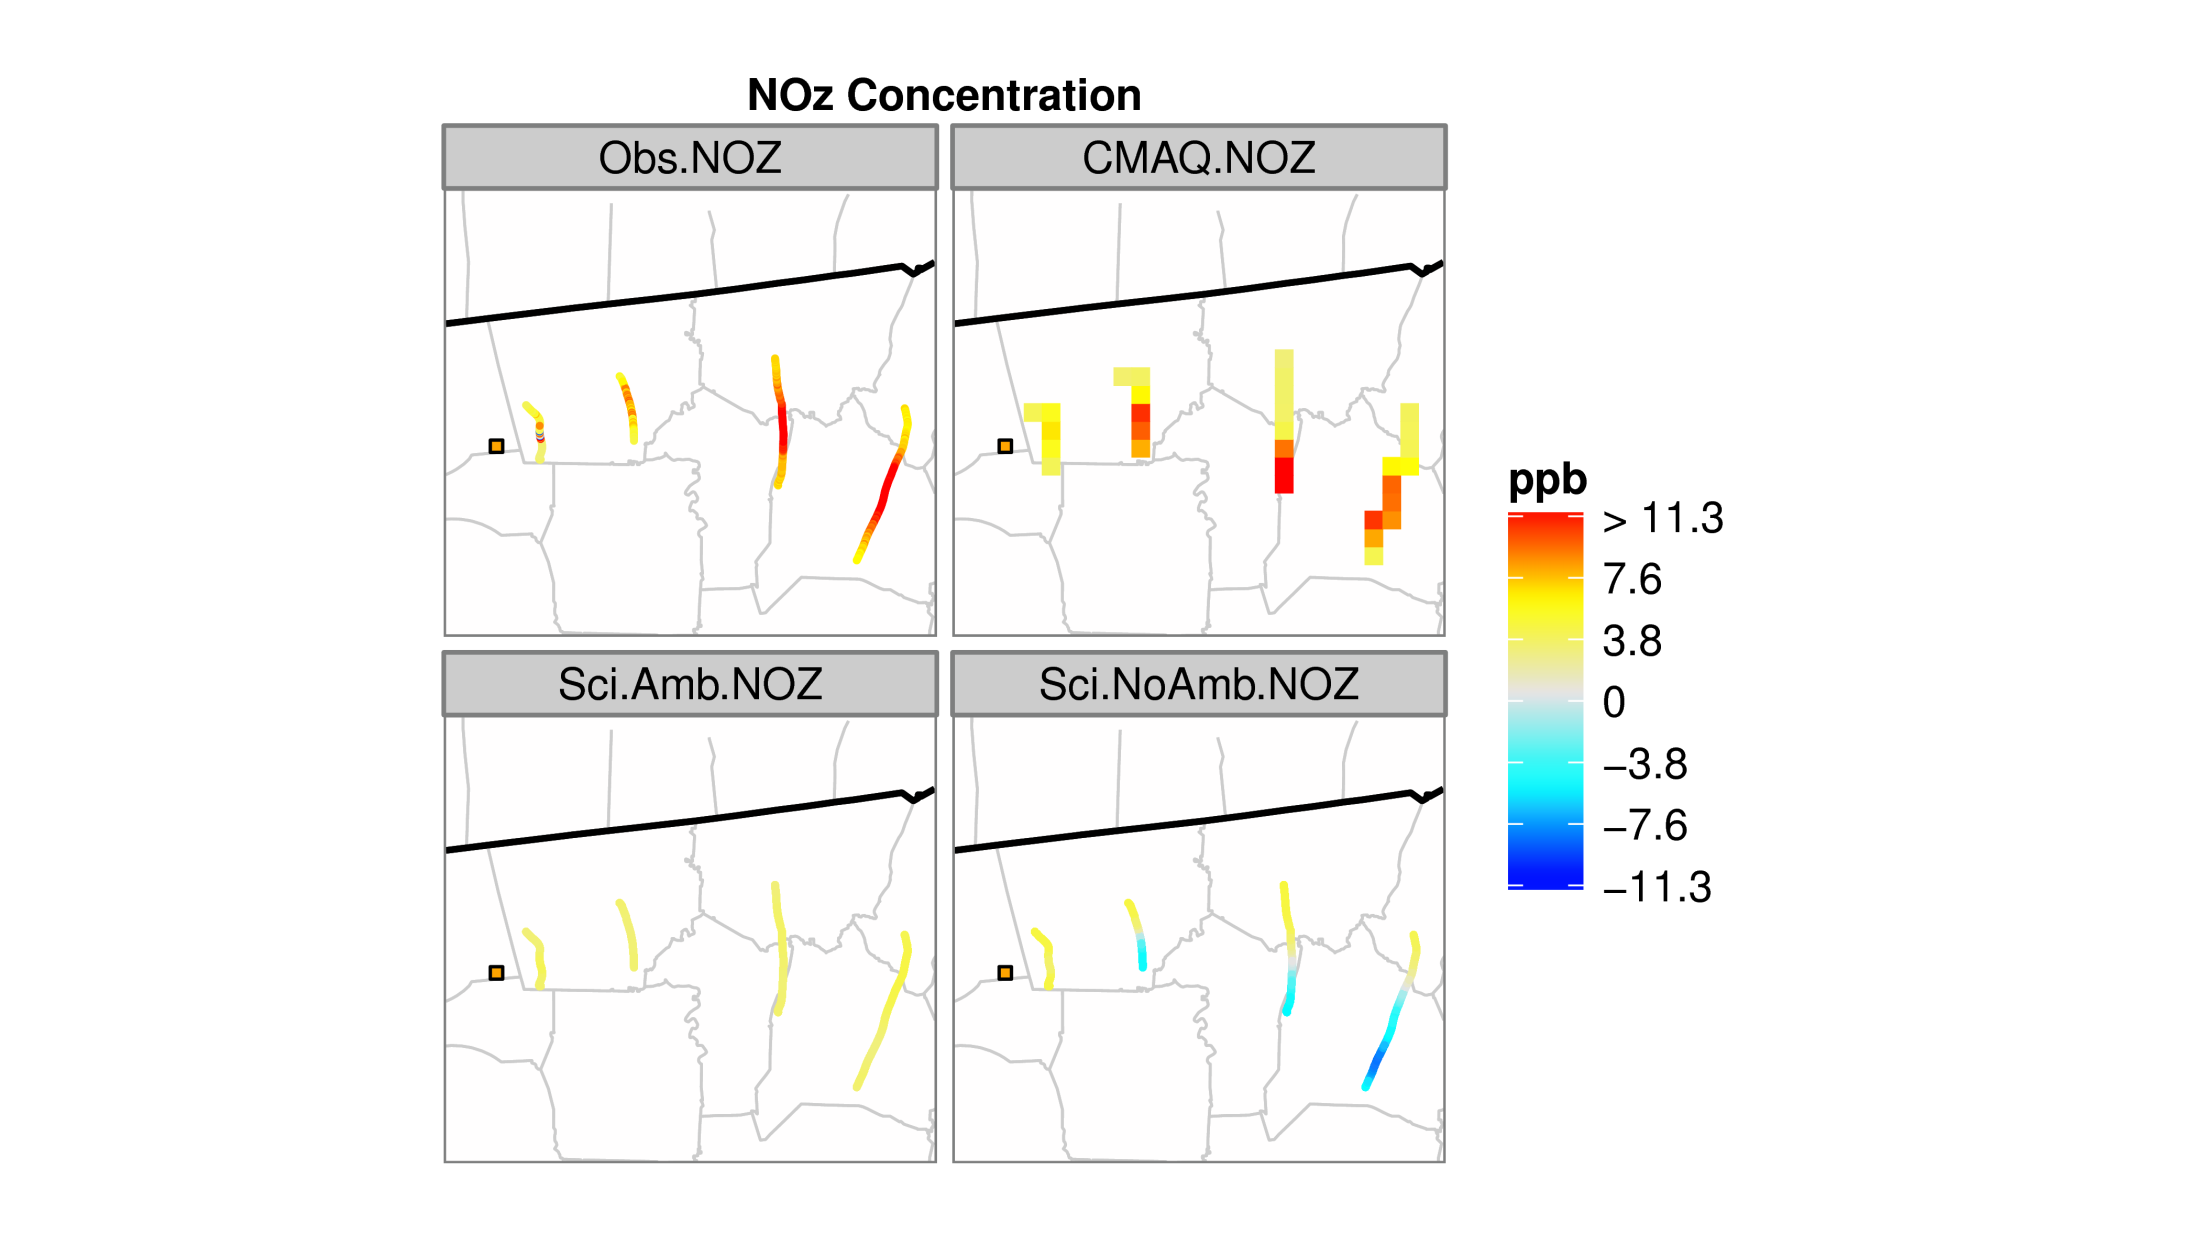 NOz Concentration
Obs.NOZ
CMAQ.NOZ
Sci.Amb.NOZ
Sci.NoAmb.NOZ
ppb
> 11.3
7.6
3.8
0
−3.8
−7.6
−11.3